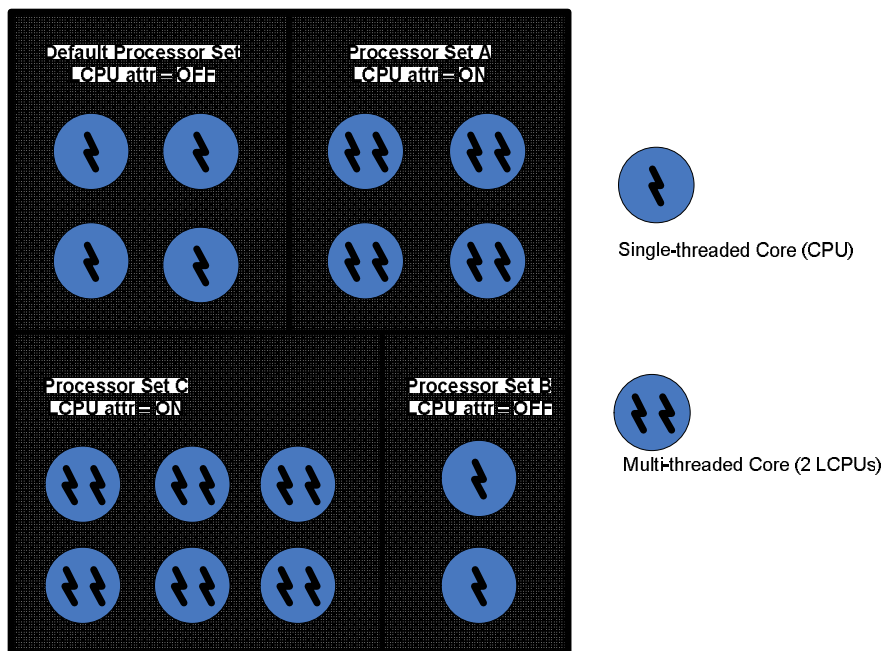 Default Processor Set
LCPU attr=OFF
Processor Set A
LCPU attr=ON
Single-threaded Core (CPU)
Processor Set C
LCPU attr=ON
Processor Set B
LCPU attr=OFF
Multi-threaded Core (2 LCPUs)